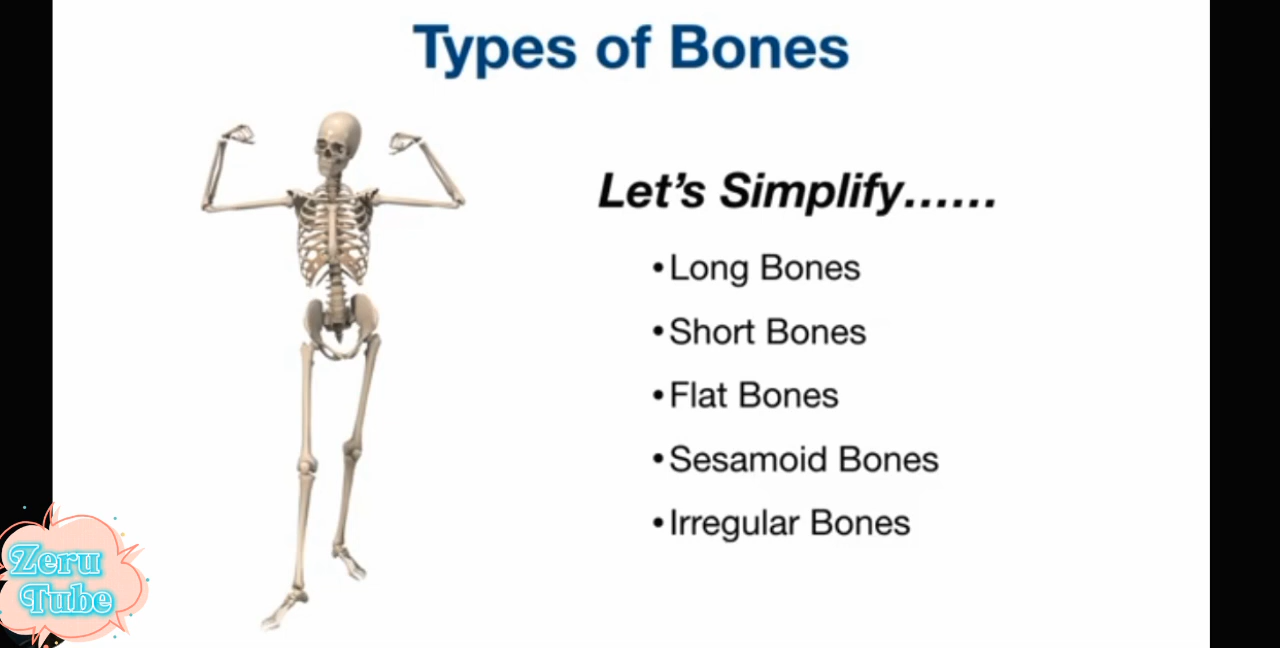 Types of Bones
Let's Simplify......
•Long Bones
•Short Bones
•Flat Bones
•Sesamoid Bones
•Irregular Bones
Zeru
Tube